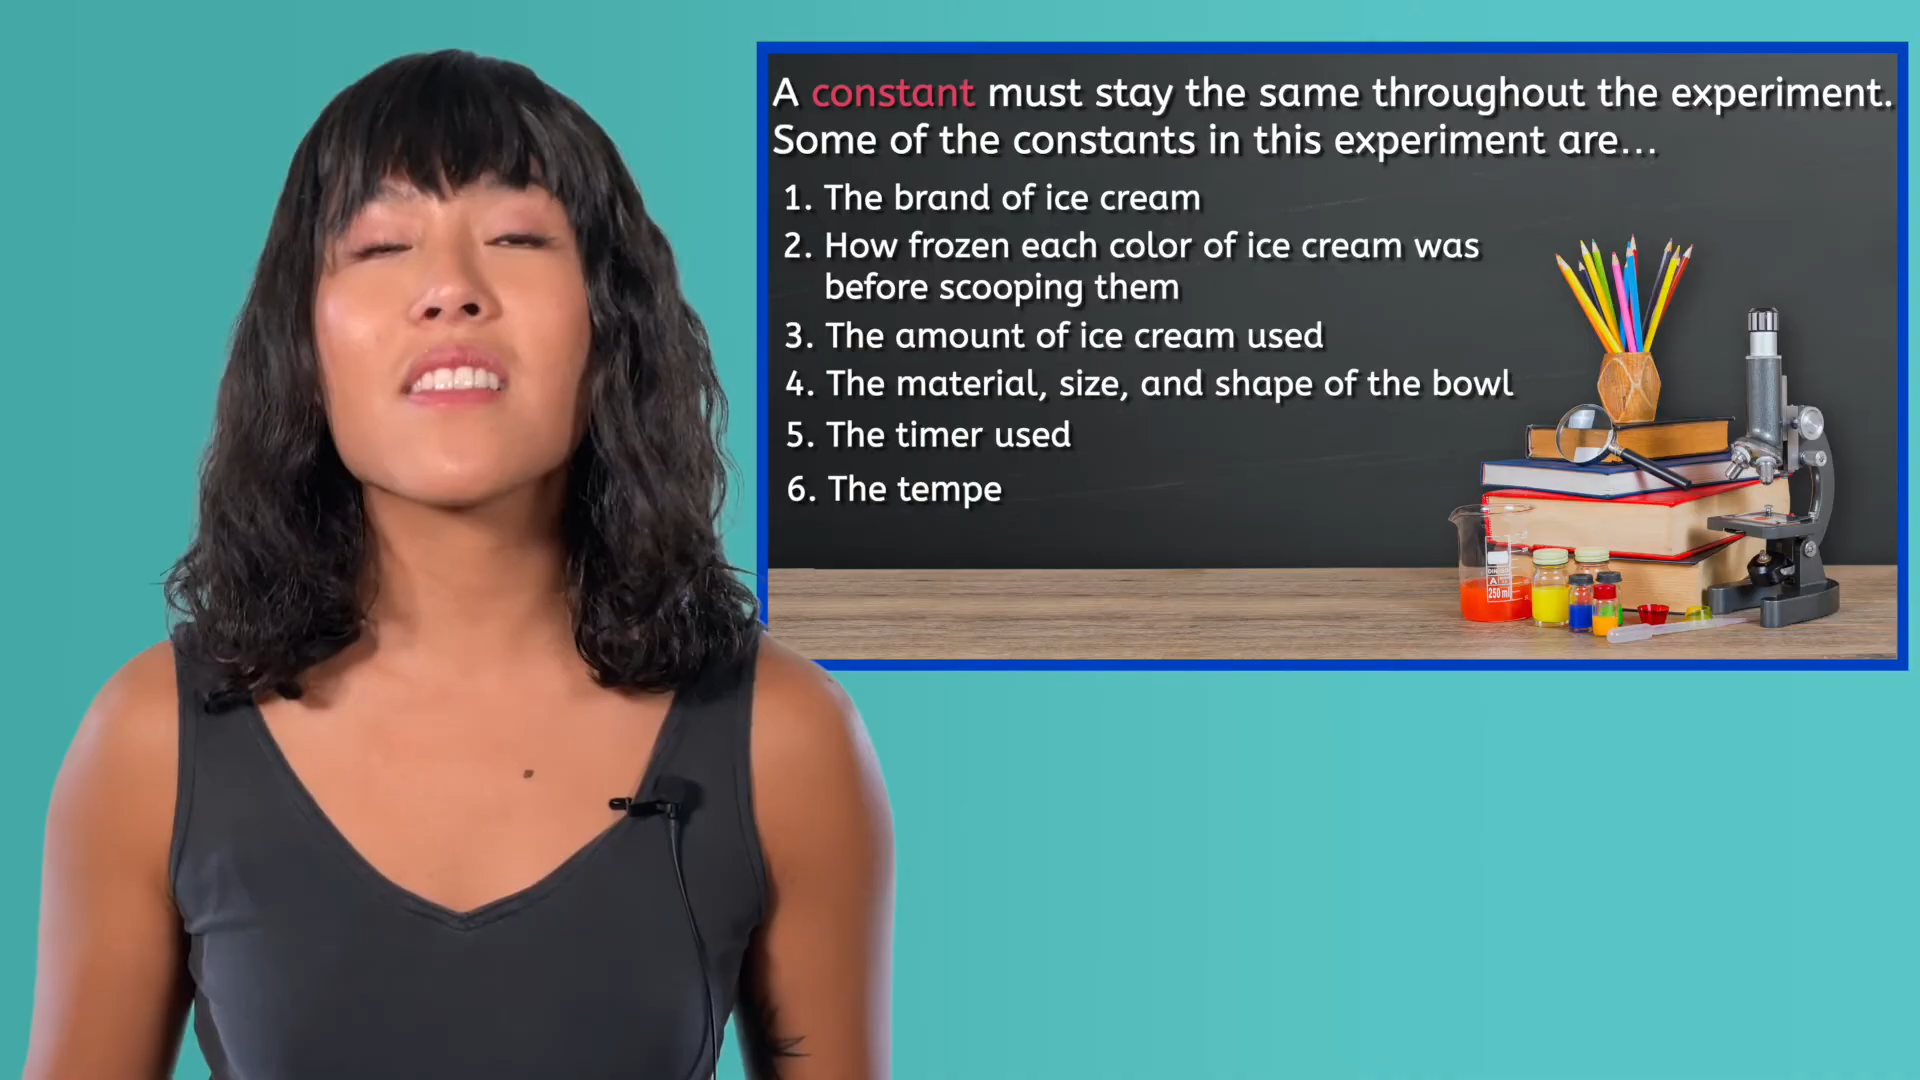 A constant must stay the same throughout the experiment.
Some of the constants in this experiment are...
1. The brand of ice cream
2. How frozen each color of ice cream was
before scooping them
3. The amount of ice cream used
4. The material, size, and shape of the bowl
5. The timer used
6. The tempe
A
250 ml